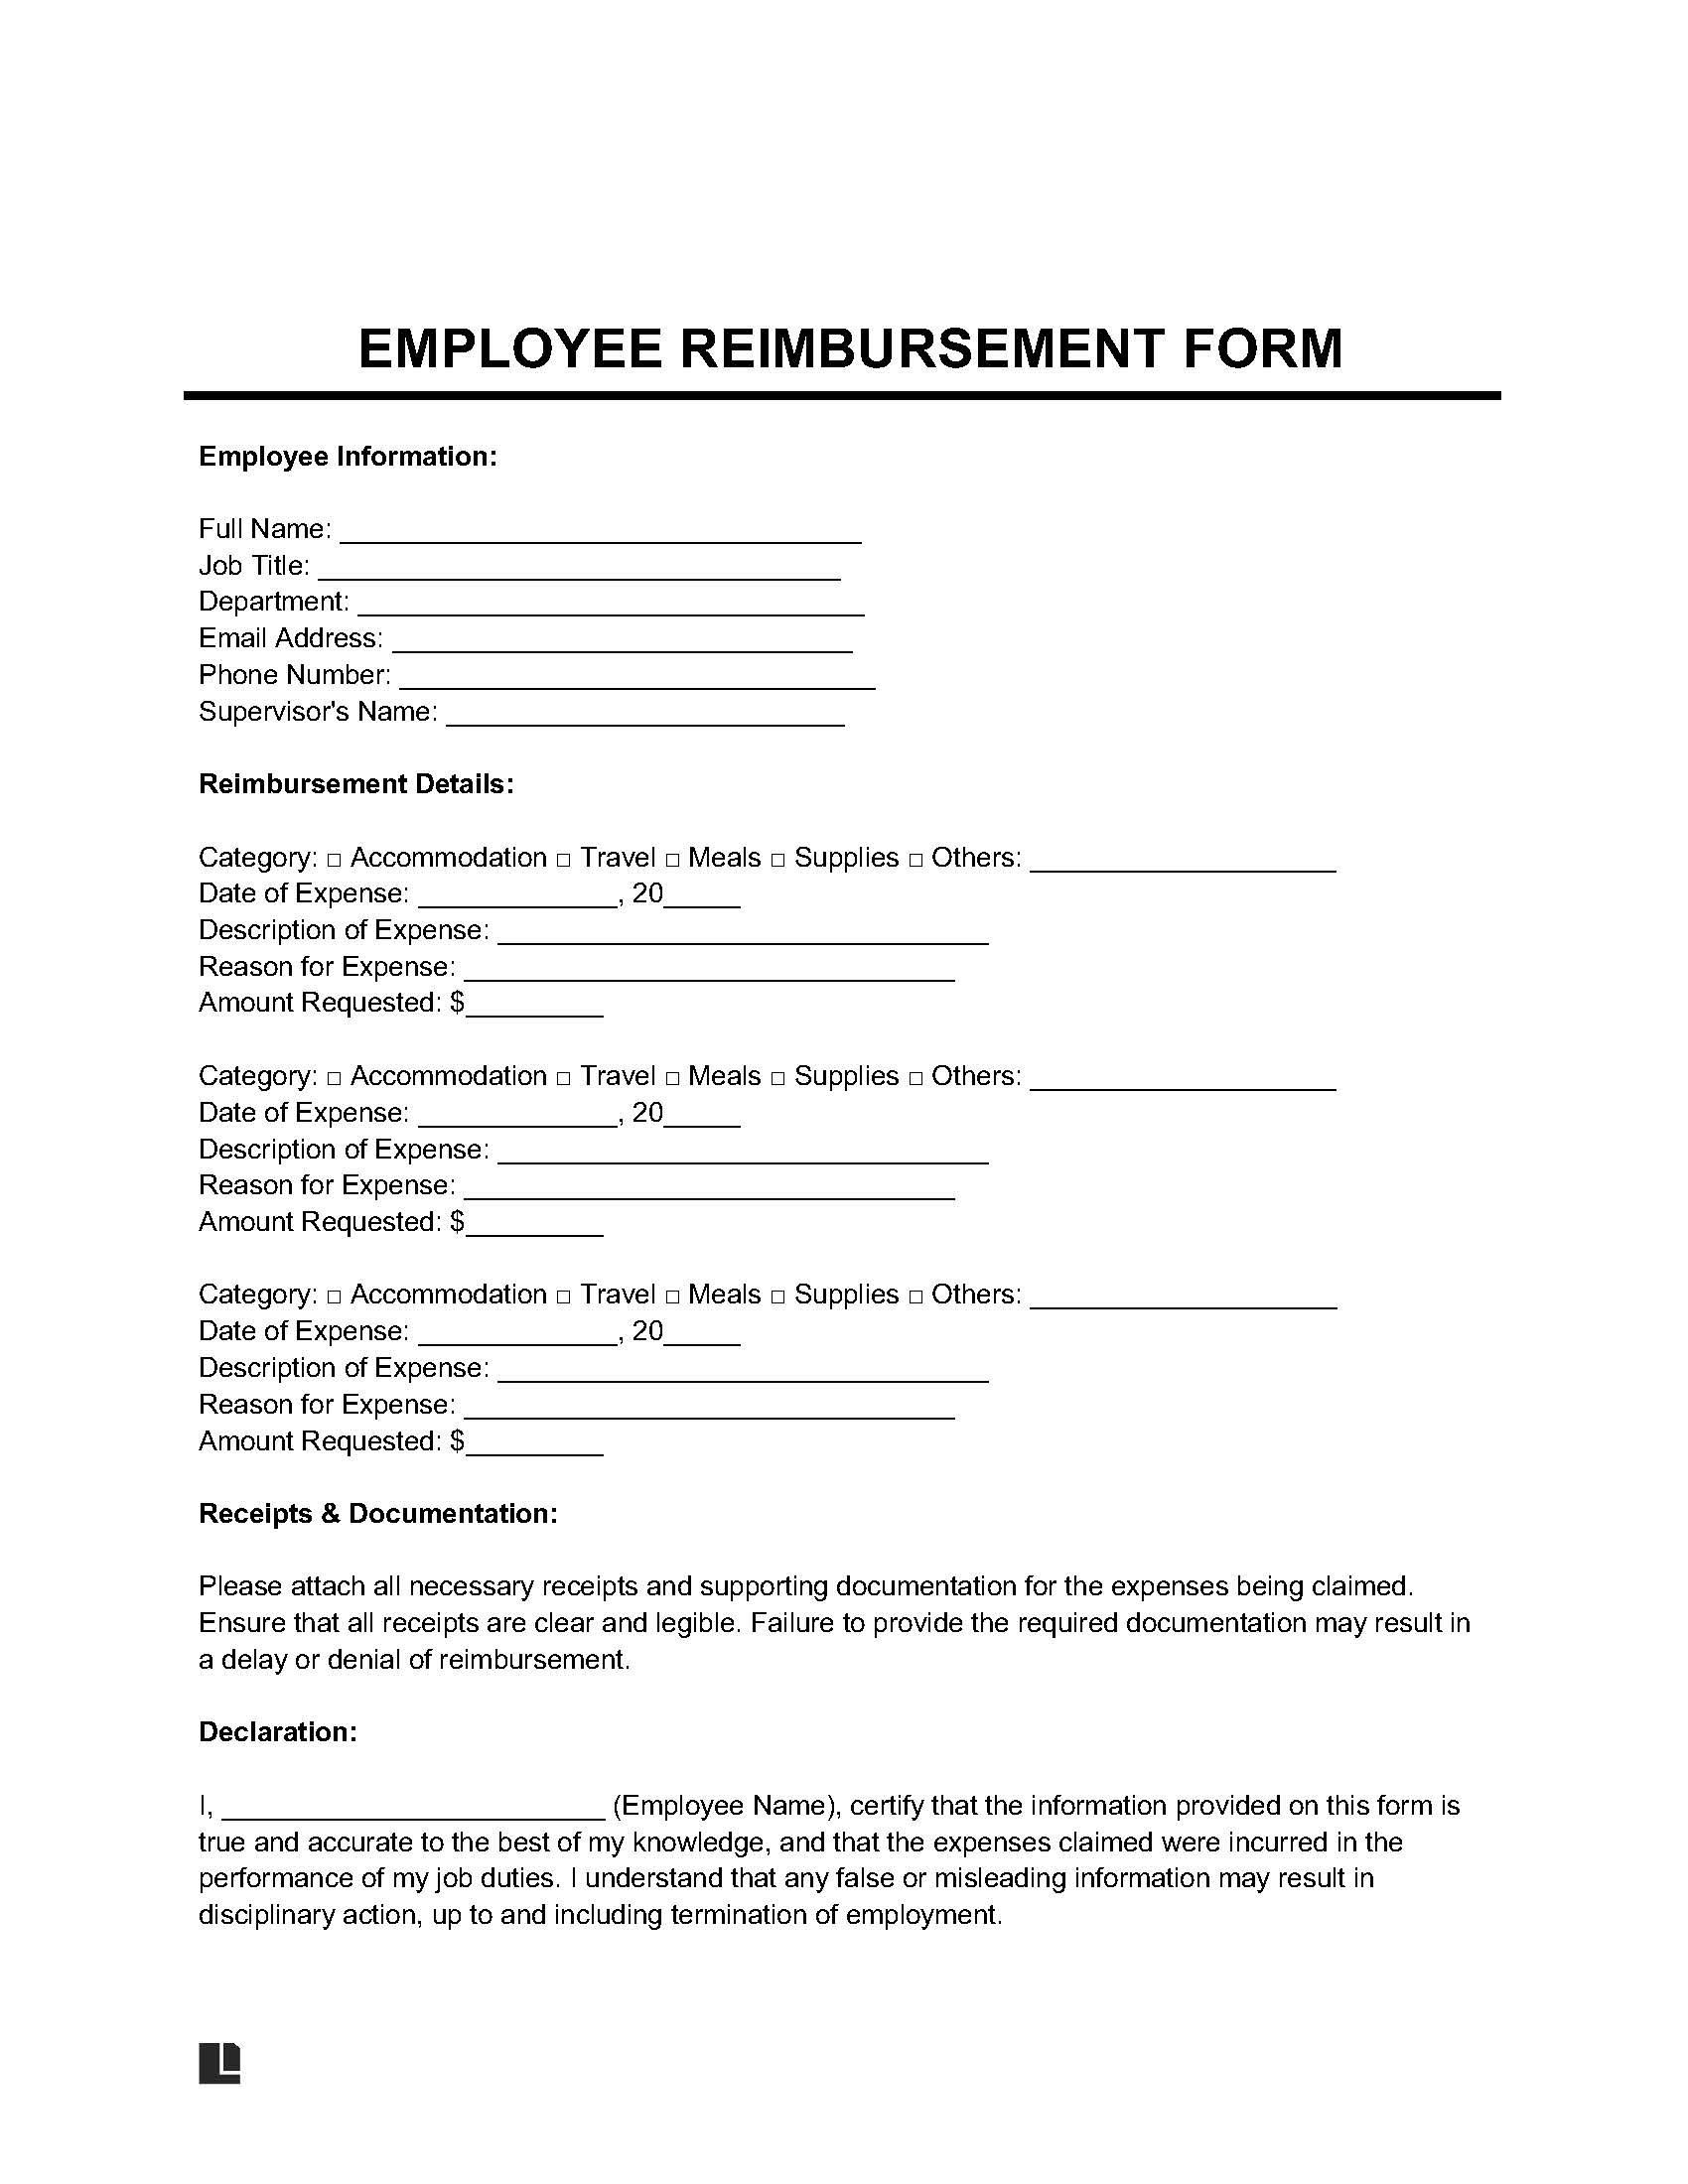 EMPLOYEE REIMBURSEMENT FORM
Employee Information:
Full Name: __________________________________
Job Title: __________________________________
Department: _________________________________
Email Address: ______________________________
Phone Number: _______________________________
Supervisor's Name: __________________________
Reimbursement Details:
Category: □ Accommodation □ Travel □ Meals □ Supplies □ Others: ____________________
Date of Expense: _____________, 20_____
Description of Expense: ________________________________
Reason for Expense: ________________________________
Amount Requested: $_________
Category: □ Accommodation □ Travel □ Meals □ Supplies □ Others: ____________________
Date of Expense: _____________, 20_____
Description of Expense: ________________________________
Reason for Expense: ________________________________
Amount Requested: $_________
Category: □ Accommodation □ Travel □ Meals □ Supplies □ Others: ____________________
Date of Expense: _____________, 20_____
Description of Expense: ________________________________
Reason for Expense: ________________________________
Amount Requested: $_________
Receipts & Documentation:
Please attach all necessary receipts and supporting documentation for the expenses being claimed.
Ensure that all receipts are clear and legible. Failure to provide the required documentation may result in
a delay or denial of reimbursement.
Declaration:
I, _________________________ (Employee Name), certify that the information provided on this form is
true and accurate to the best of my knowledge, and that the expenses claimed were incurred in the
performance of my job duties. I understand that any false or misleading information may result in
disciplinary action, up to and including termination of employment.